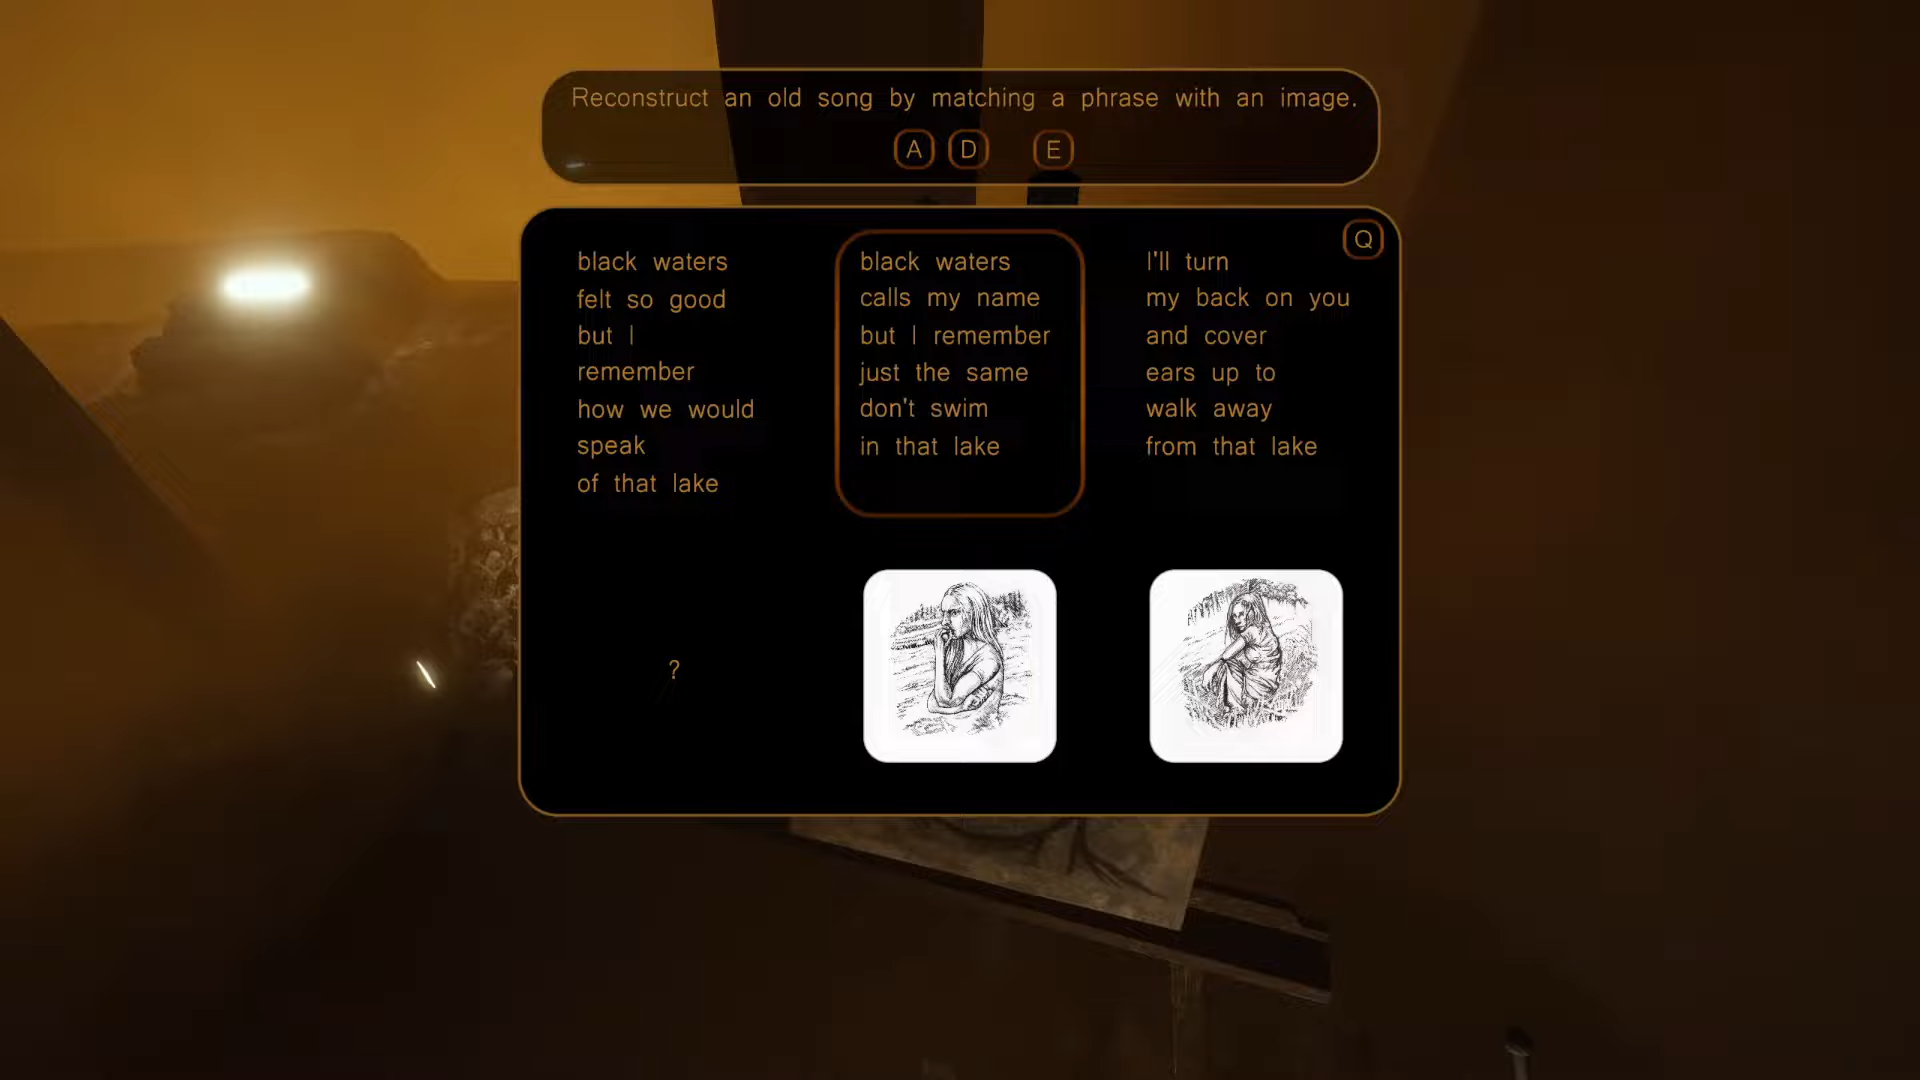 Reconstruct an old song by matching a phrase with an image.
A D E
Q
black waters
felt so good
but I
remember
how we would
speak
of that lake
black waters
calls my name
but I remember
just the same
don't swim
in that lake
I'll turn
my back on you
and cover
ears up to
walk away
from that lake
?